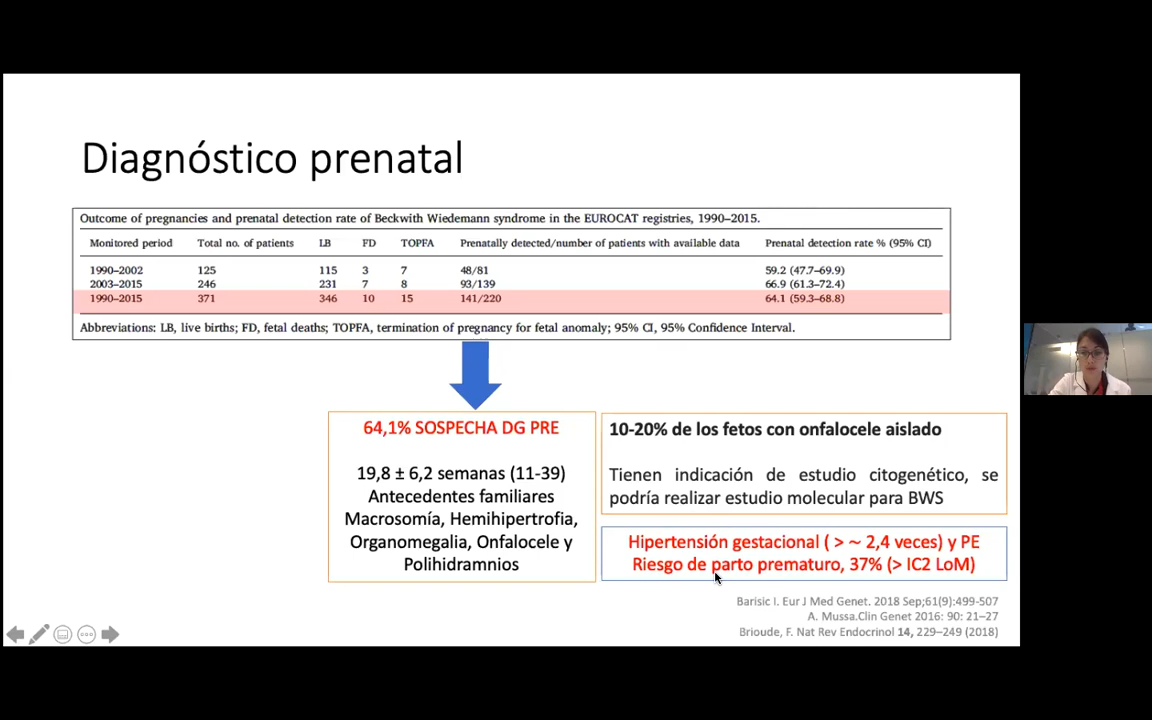 Diagnóstico prenatal
Outcome of pregnancies and prenatal detection rate of Beckwith Wiedemann syndrome in the EUROCAT registries, 1990–2015.
Monitored period Total no. of patients LB FD TOPFA Prenatally detected/number of patients with available data Prenatal detection rate % (95% CI)
1990–2002 125 115 3 7 48/81 59.2 (47.7–69.9)
2003–2015 246 231 7 8 93/139 66.9 (61.3–72.4)
1990–2015 371 346 10 15 141/220 64.1 (59.3–68.8)
Abbreviations: LB, live births; FD, fetal deaths; TOPFA, termination of pregnancy for fetal anomaly; 95% CI, 95% Confidence Interval.
64,1% SOSPECHA DG PRE
19,8 ± 6,2 semanas (11-39)
Antecedentes familiares
Macrosomía, Hemihipertrofia,
Organomegalia, Onfalocele y
Polihidramnios
10-20% de los fetos con onfalocele aislado
Tienen indicación de estudio citogenético, se
podría realizar estudio molecular para BWS
Hipertensión gestacional ( > ~ 2,4 veces) y PE
Riesgo de parto prematuro, 37% (> IC2 LoM)
Barisic I. Eur J Med Genet. 2018 Sep;61(9):499-507
A. Mussa.Clin Genet 2016: 90: 21–27
Brioude, F. Nat Rev Endocrinol 14, 229–249 (2018)